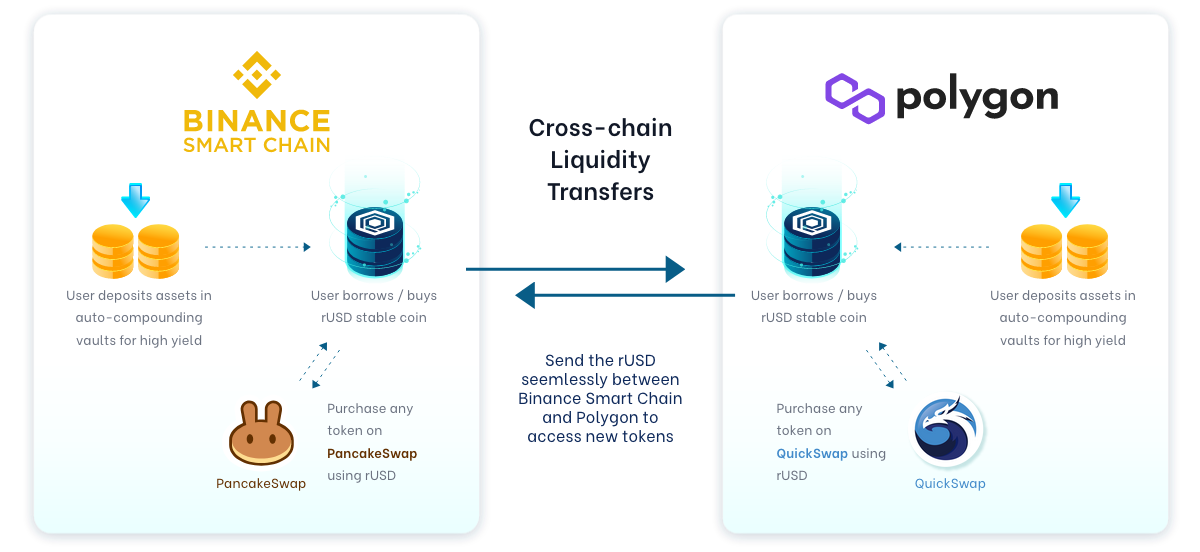 BINANCE
SMART CHAIN
User deposits assets in
auto-compounding
vaults for high yield
User borrows / buys
rUSD stable coin
PancakeSwap
Purchase any
token on
PancakeSwap
using rUSD
Cross-chain
Liquidity
Transfers
Send the rUSD
seemlessly between
Binance Smart Chain
and Polygon to
access new tokens
polygon
User borrows / buys
rUSD stable coin
User deposits assets in
auto-compounding
vaults for high yield
Purchase any
token on
QuickSwap using
rUSD
QuickSwap